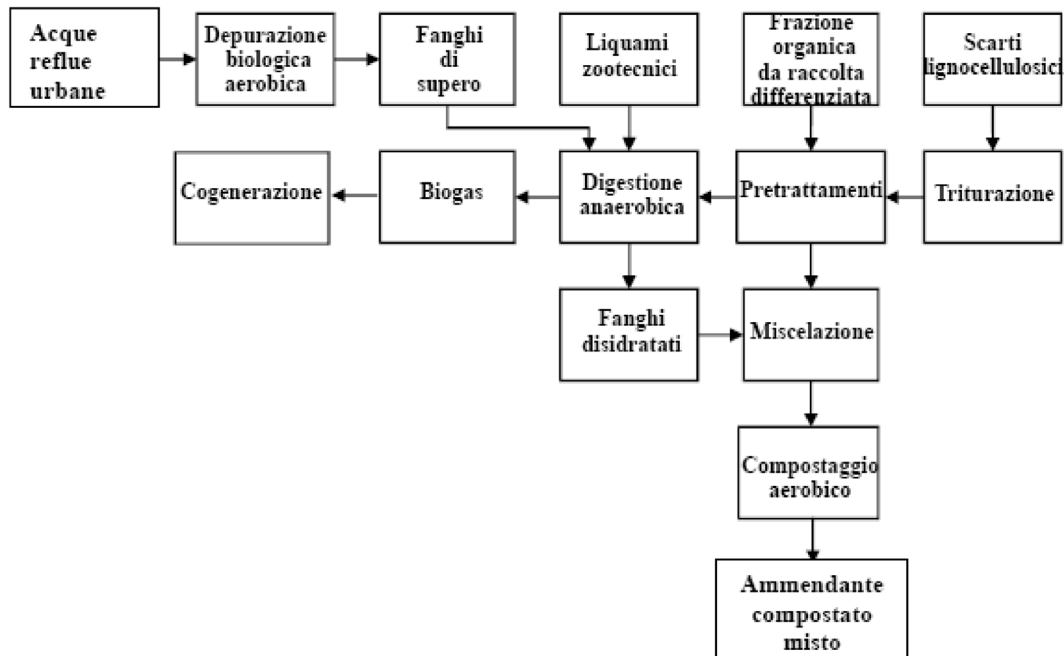 Acque
reflue
urbane
Depurazione
biologica
aerobica
Fanghi
di
supero
Liquami
zootecnici
Frazione
organica
da raccolta
differenziata
Scarti
lignocellulosici
Cogenerazione
Biogas
Digestione
anaerobica
Pretrattamenti
Triturazione
Fanghi
disidratati
Miscelazione
Compostaggio
aerobico
Ammendante
compostato
misto